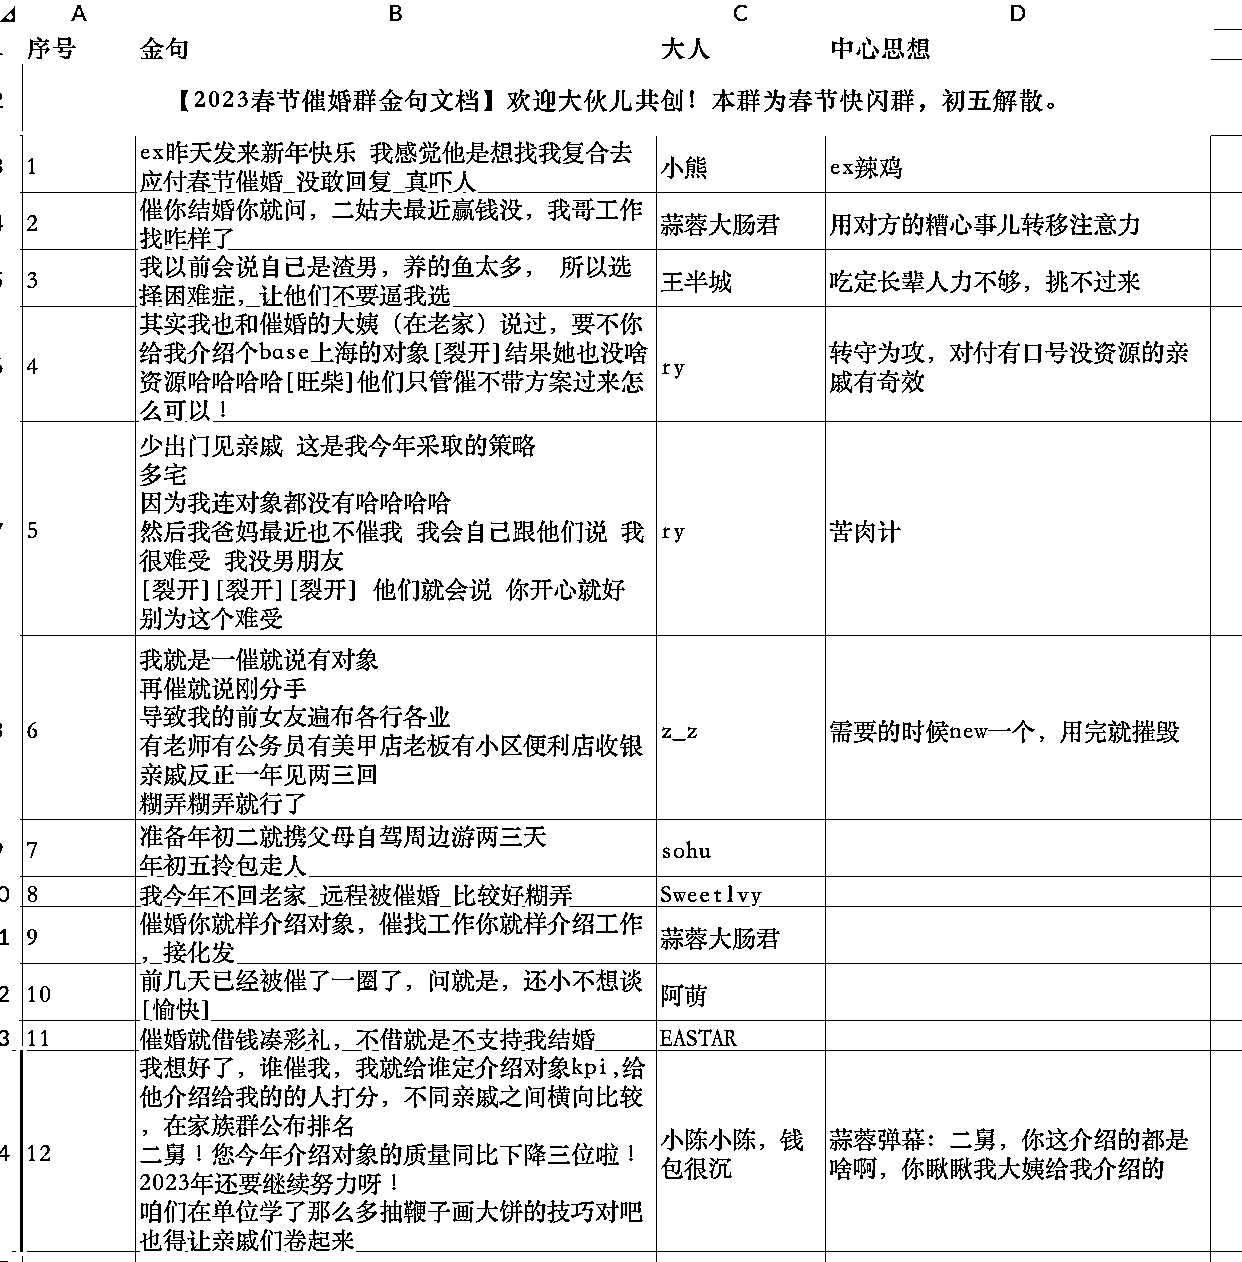 A B C D
序号 金句 大人 中心思想
【2023春节催婚群金句文档】欢迎大伙儿共创！本群为春节快闪群，初五解散。
1 ex昨天发来新年快乐 我感觉他是想找我复合去
应付春节催婚 没敢回复 真吓人 小熊 ex辣鸡
2 催你结婚你就问，二姑夫最近赢钱没，我哥工作
找咋样了 蒜蓉大肠君 用对方的糟心事儿转移注意力
3 我以前会说自己是渣男，养的鱼太多， 所以选
择困难症，让他们不要逼我选 王半城 吃定长辈人力不够，挑不过来
4 其实我也和催婚的大姨（在老家）说过，要不你
给我介绍个base上海的对象[裂开]结果她也没啥
资源哈哈哈哈[旺柴]他们只管催不带方案过来怎
么可以！ ry 转守为攻，对付有口号没资源的亲
戚有奇效
5 少出门见亲戚 这是我今年采取的策略
多宅
因为我连对象都没有哈哈哈哈
然后我爸妈最近也不催我 我会自己跟他们说 我
很难受 我没男朋友
[裂开][裂开][裂开] 他们就会说 你开心就好
别为这个难受 ry 苦肉计
6 我就是一催就说有对象
再催就说刚分手
导致我的前女友遍布各行各业
有老师有公务员有美甲店老板有小区便利店收银
亲戚反正一年见两三回
糊弄糊弄就行了 z_z 需要的时候new一个，用完就摧毁
7 准备年初二就携父母自驾周边游两三天
年初五拎包走人 sohu
8 我今年不回老家 远程被催婚 比较好糊弄 SweetIvy
9 催婚你就样介绍对象，催找工作你就样介绍工作
，接化发 蒜蓉大肠君
10 前几天已经被催了一圈了，问就是，还小不想谈
[愉快] 阿萌
11 催婚就借钱凑彩礼，不借就是不支持我结婚 EASTAR
12 我想好了，谁催我，我就给谁定介绍对象kpi,给
他介绍给我的的人打分，不同亲戚之间横向比较
，在家族群公布排名
二舅！您今年介绍对象的质量同比下降三位啦！
2023年还要继续努力呀！
咱们在单位学了那么多抽鞭子画大饼的技巧对吧
也得让亲戚们卷起来 小陈小陈，钱
包很沉 蒜蓉弹幕：二舅，你这介绍的都是
啥啊，你瞅瞅我大姨给我介绍的